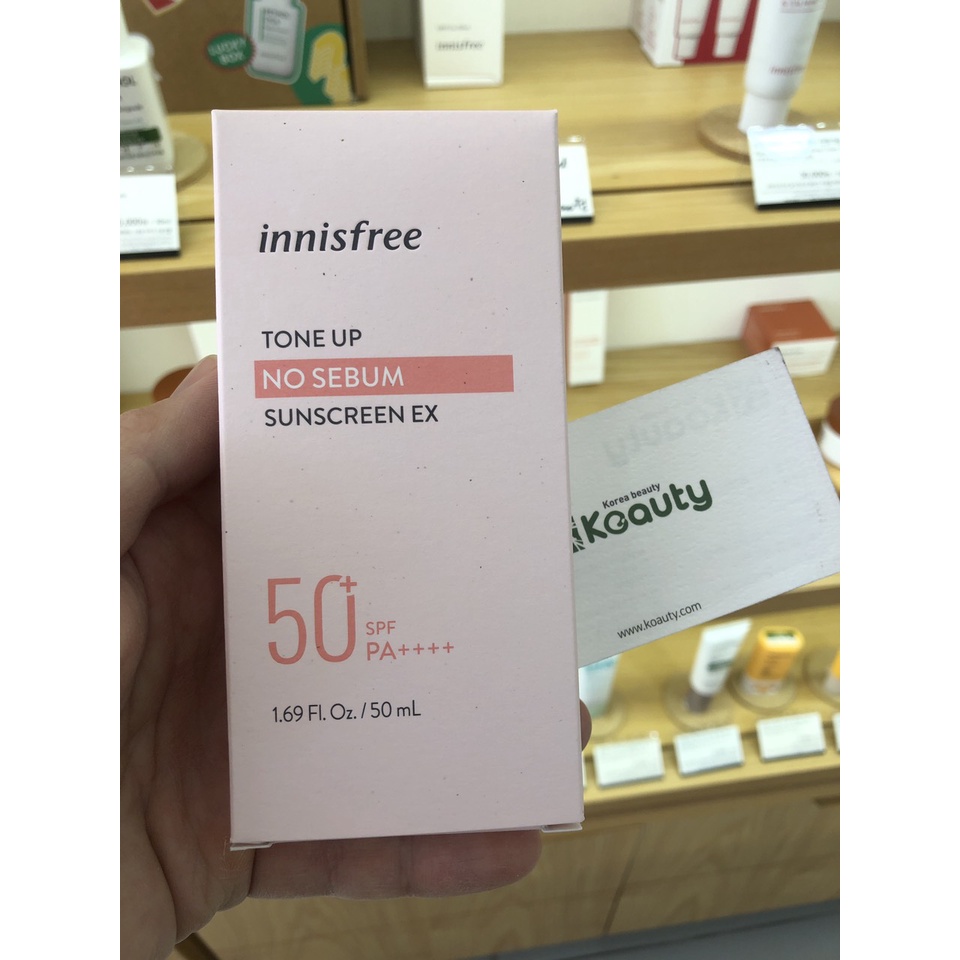 innisfree
innisfree
TONE UP
NO SEBUM
SUNSCREEN EX
50+
SPF
PA++++
1.69 Fl. Oz. / 50 mL
Korea beauty
Koauty
www.koauty.com